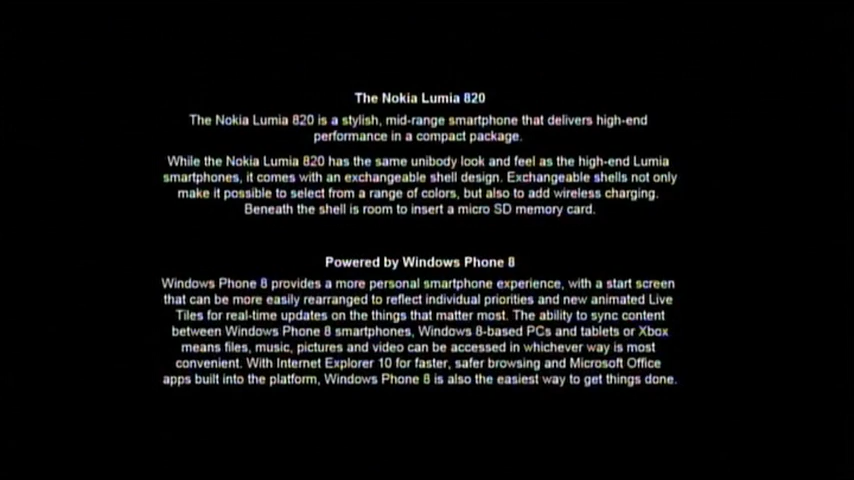 The Nokia Lumia 820
The Nokia Lumia 820 is a stylish, mid-range smartphone that delivers high-end
performance in a compact package.
While the Nokia Lumia 820 has the same unibody look and feel as the high-end Lumia
smartphones, it comes with an exchangeable shell design. Exchangeable shells not only
make it possible to select from a range of colors, but also to add wireless charging.
Beneath the shell is room to insert a micro SD memory card.
Powered by Windows Phone 8
Windows Phone 8 provides a more personal smartphone experience, with a start screen
that can be more easily rearranged to reflect individual priorities and new animated Live
Tiles for real-time updates on the things that matter most. The ability to sync content
between Windows Phone 8 smartphones, Windows 8-based PCs and tablets or Xbox
means files, music, pictures and video can be accessed in whichever way is most
convenient. With Internet Explorer 10 for faster, safer browsing and Microsoft Office
apps built into the platform, Windows Phone 8 is also the easiest way to get things done.